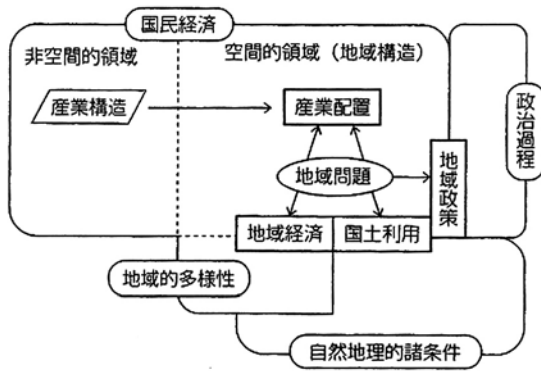 国民経済
非空間的領域
空間的領域(地域構造)
産業構造
産業配置
政治過程
地域問題
地域政策
地域経済
国土利用
地域的多様性
自然地理的諸条件